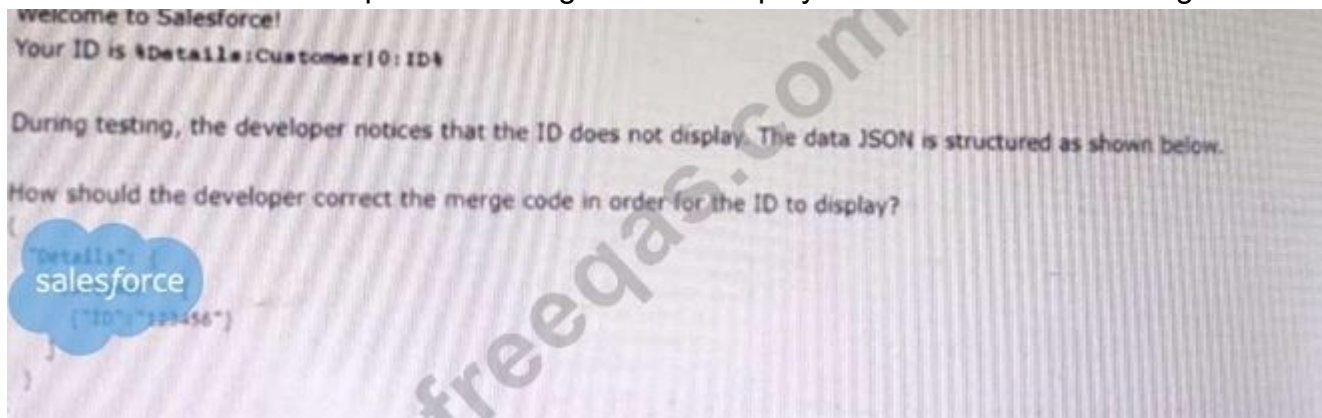 Welcome to Salesforce!
Your ID is %Details:Customer|0:ID%
During testing, the developer notices that the ID does not display. The data JSON is structured as shown below.
How should the developer correct the merge code in order for the ID to display?
{
"Details": {
salesforce
{"ID":"123456"}
]
}
freeqas.com